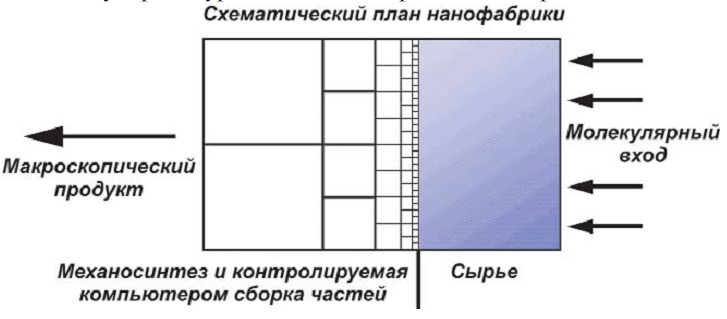 Схематический план нанофабрики
Молекулярный
вход
Макроскопический
продукт
Механосинтез и контролируемая
компьютером сборка частей
Сырье